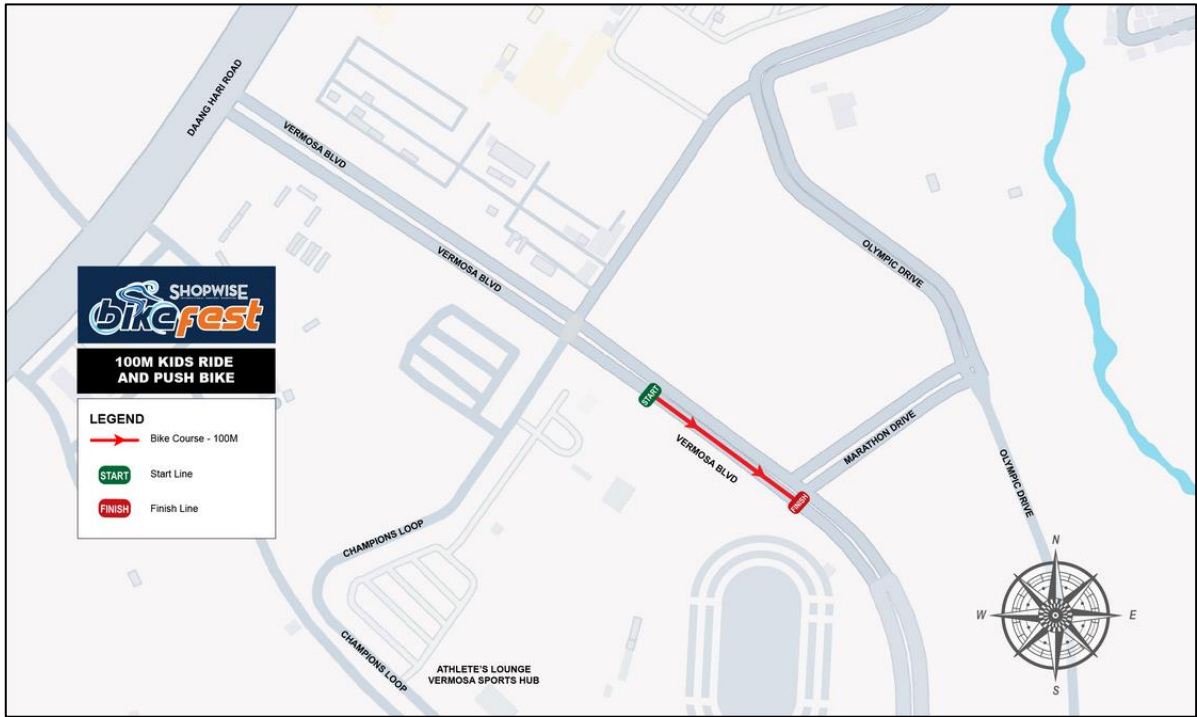 DAANG HARI ROAD
VERMOSA BLVD
VERMOSA BLVD
OLYMPIC DRIVE
SHOPWISE
bikefest
100M KIDS RIDE
AND PUSH BIKE
LEGEND
Bike Course - 100M
START
Start Line
FINISH
Finish Line
START
VERMOSA BLVD
FINISH
MARATHON DRIVE
OLYMPIC DRIVE
CHAMPIONS LOOP
CHAMPIONS LOOP
ATHLETE'S LOUNGE
VERMOSA SPORTS HUB
N
W
E
S